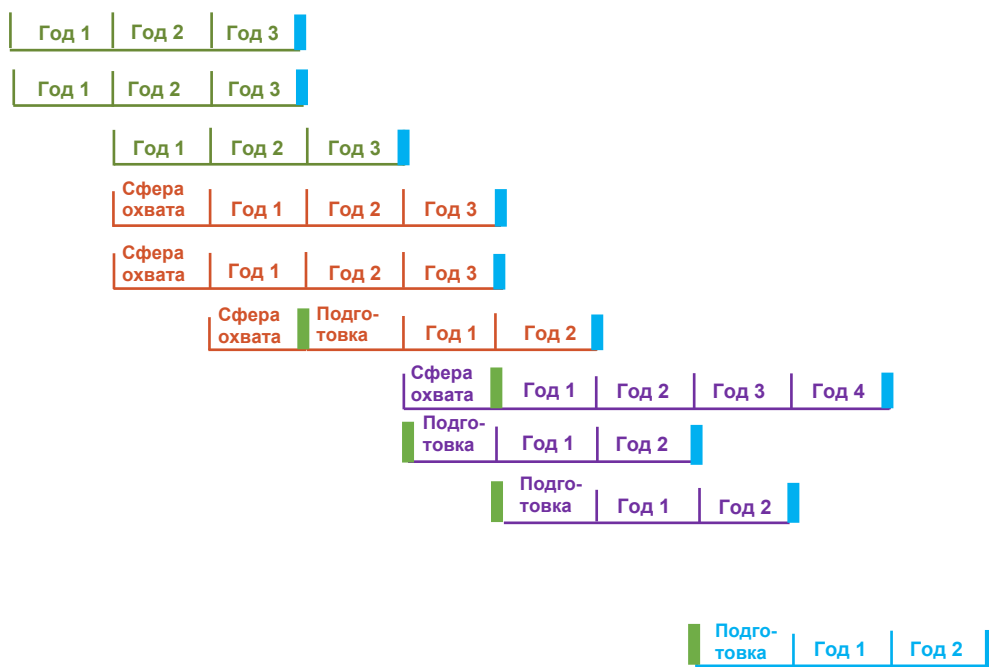 Год 1 Год 2 Год 3
Год 1 Год 2 Год 3
Год 1 Год 2 Год 3
Сфера
охвата Год 1 Год 2 Год 3
Сфера
охвата Год 1 Год 2 Год 3
Сфера Подго-
охвата товка Год 1 Год 2
Сфера
охвата Год 1 Год 2 Год 3 Год 4
Подго-
товка Год 1 Год 2
Подго-
товка Год 1 Год 2
Подго-
товка Год 1 Год 2